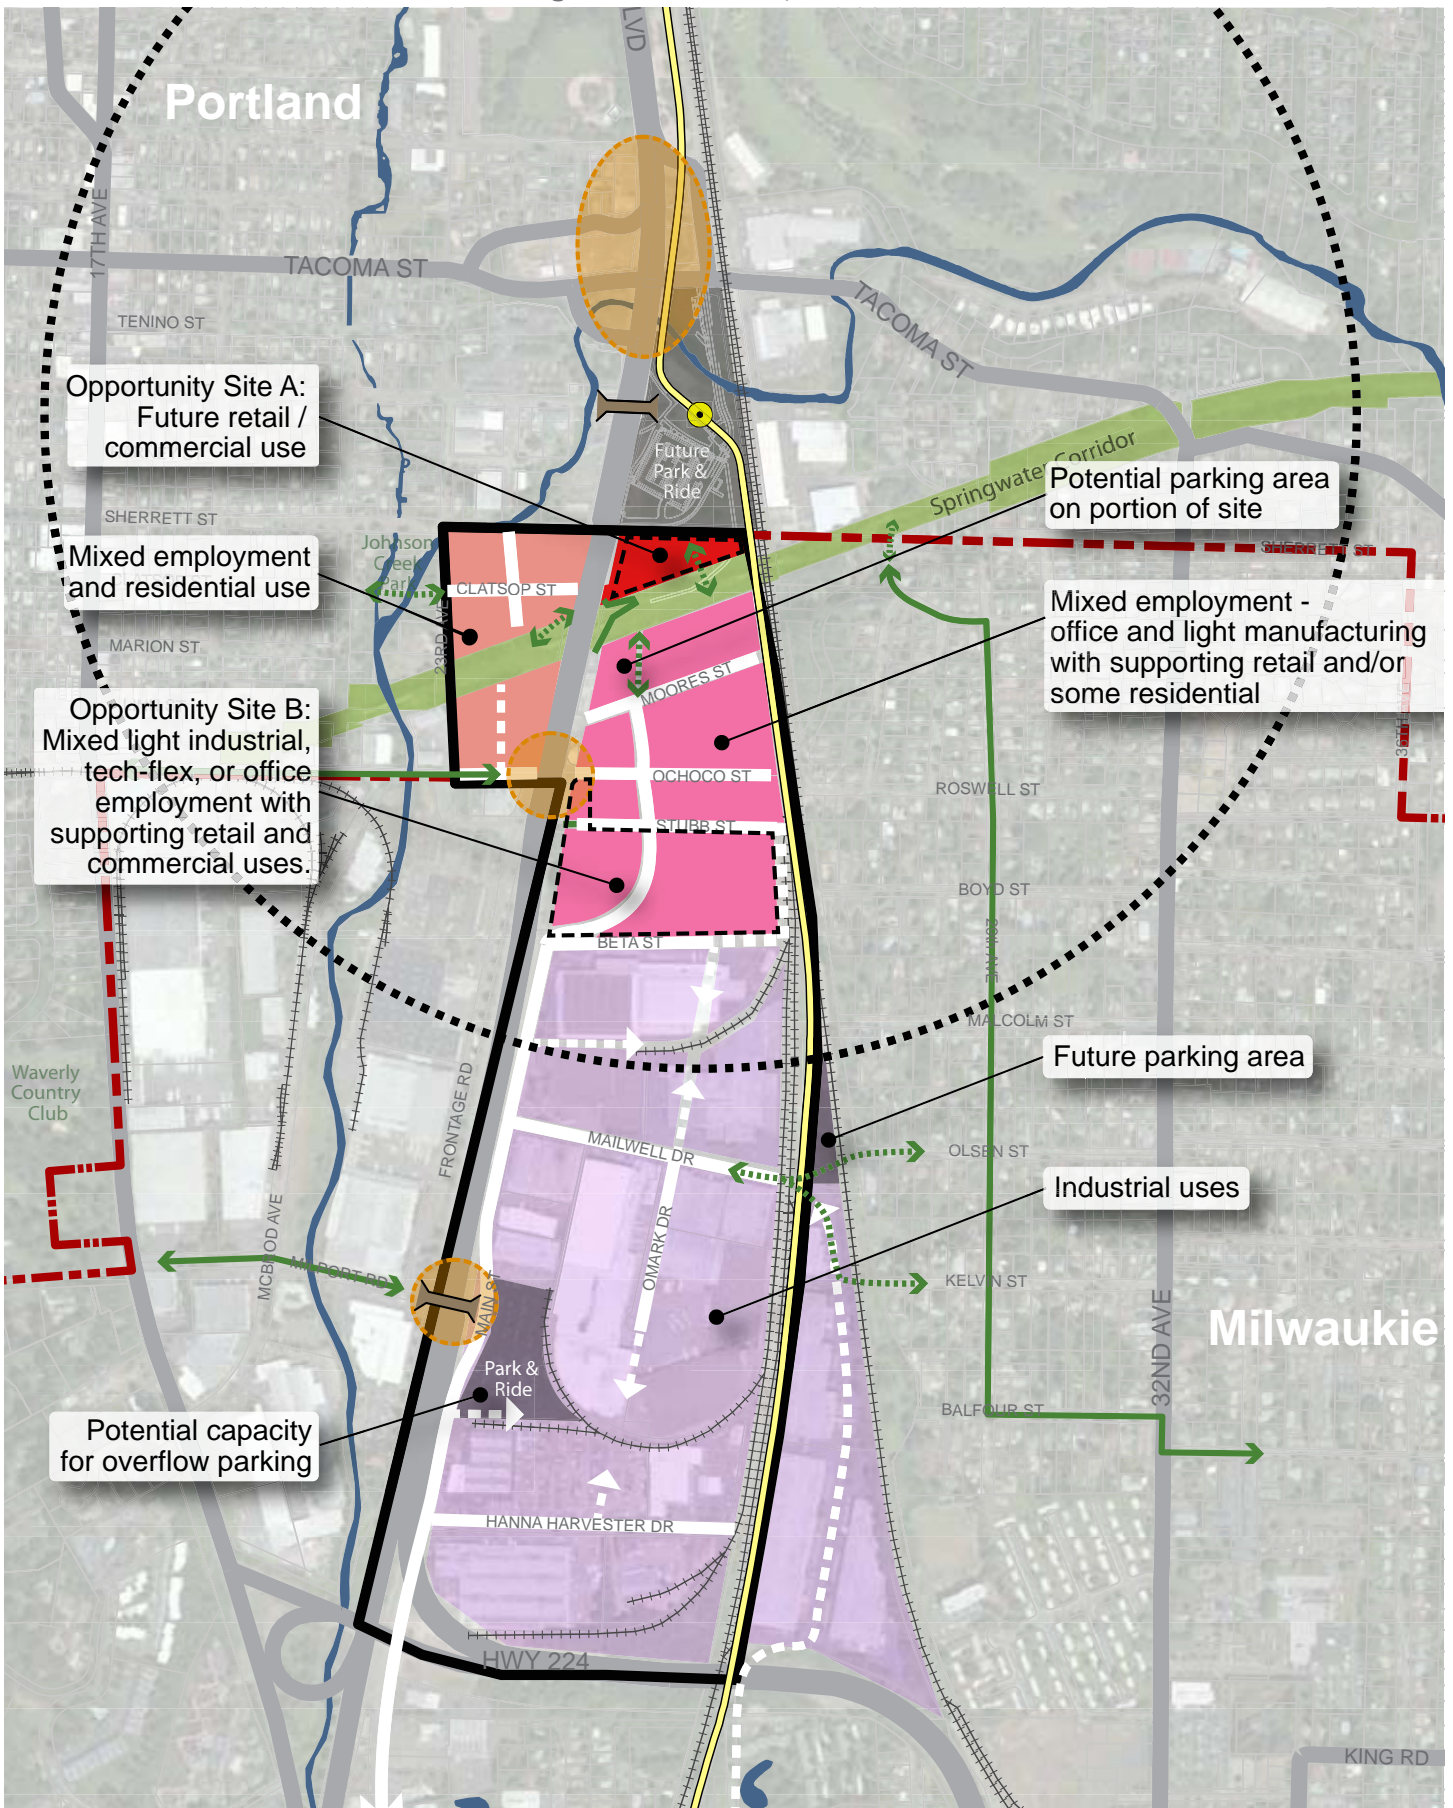 LVD
Portland
17TH AVE
TACOMA ST
TACOMA ST
TENINO ST
Opportunity Site A:
Future retail /
commercial use
Future
Park &
Ride
Springwater Corridor
Potential parking area
on portion of site
SHERRETT ST
SHERRETT ST
Johnson
Creek
Park
Mixed employment
and residential use
CLATSOP ST
23RD AVE
MARION ST
Mixed employment -
office and light manufacturing
with supporting retail and/or
some residential
MOORES ST
36TH
Opportunity Site B:
Mixed light industrial,
tech-flex, or office
employment with
supporting retail and
commercial uses.
OCHOCO ST
ROSWELL ST
STUBB ST
BOYD ST
BETA ST
MALCOLM ST
Future parking area
Waverly
Country
Club
FRONTAGE RD
MAILWELL DR
OLSEN ST
Industrial uses
MCBROD AVE
OMARK DR
MILPORT RD
KELVIN ST
MAIN ST
Milwaukie
32ND AVE
Park &
Ride
BALFOUR ST
Potential capacity
for overflow parking
HANNA HARVESTER DR
HWY 224
KING RD